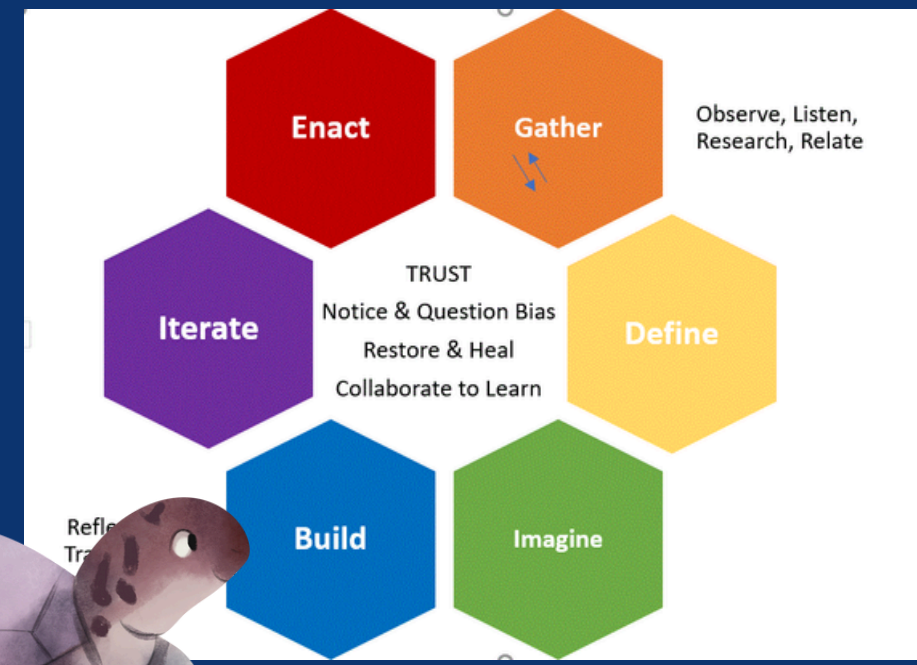 Enact
Gather
Observe, Listen,
Research, Relate
TRUST
Notice & Question Bias
Restore & Heal
Collaborate to Learn
Iterate
Define
Build
Imagine